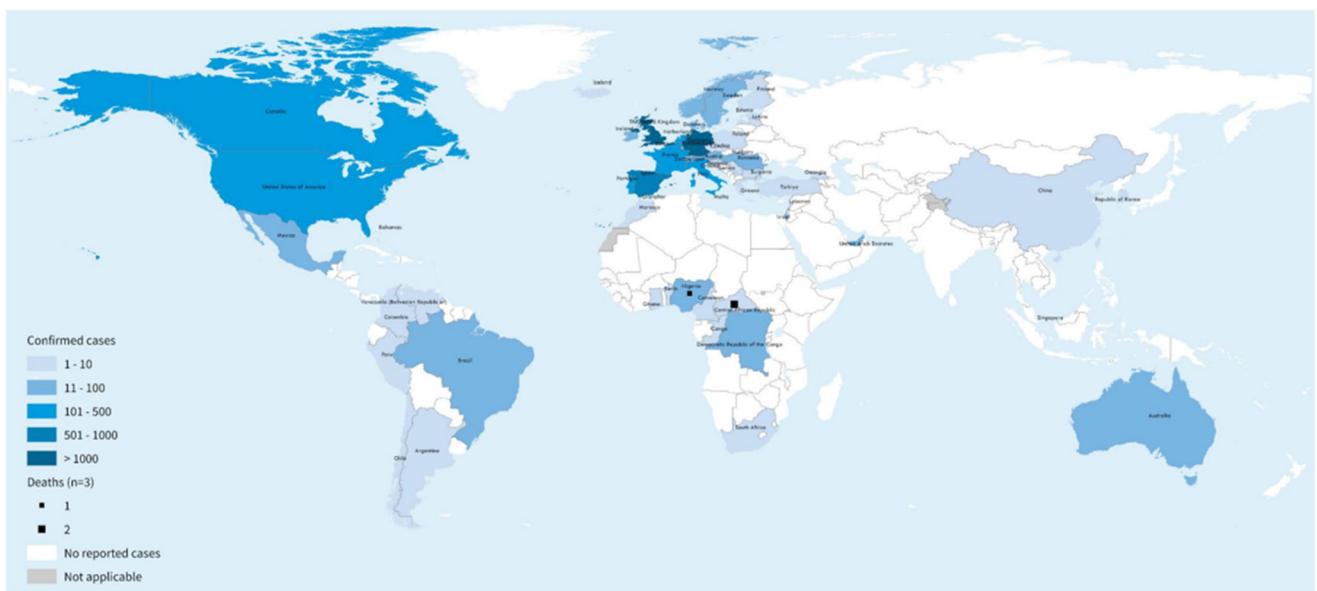 Iceland
Norway
Sweden
Finland
Canada
Estonia
Latvia
Ireland
Netherlands
Poland
Czechia
France
Romania
United States of America
Bulgaria
Georgia
Portugal
Greece
Türkiye
China
Gibraltar
Malta
Lebanon
Republic of Korea
Morocco
Israel
Bahamas
Mexico
United Arab Emirates
Nigeria
Benin
Cameroon
Venezuela (Bolivarian Republic of)
Ghana
Central African Republic
Colombia
Singapore
Congo
Democratic Republic of the Congo
Peru
Brazil
Australia
South Africa
Argentina
Chile
Confirmed cases
1 - 10
11 - 100
101 - 500
501 - 1000
> 1000
Deaths (n=3)
1
2
No reported cases
Not applicable